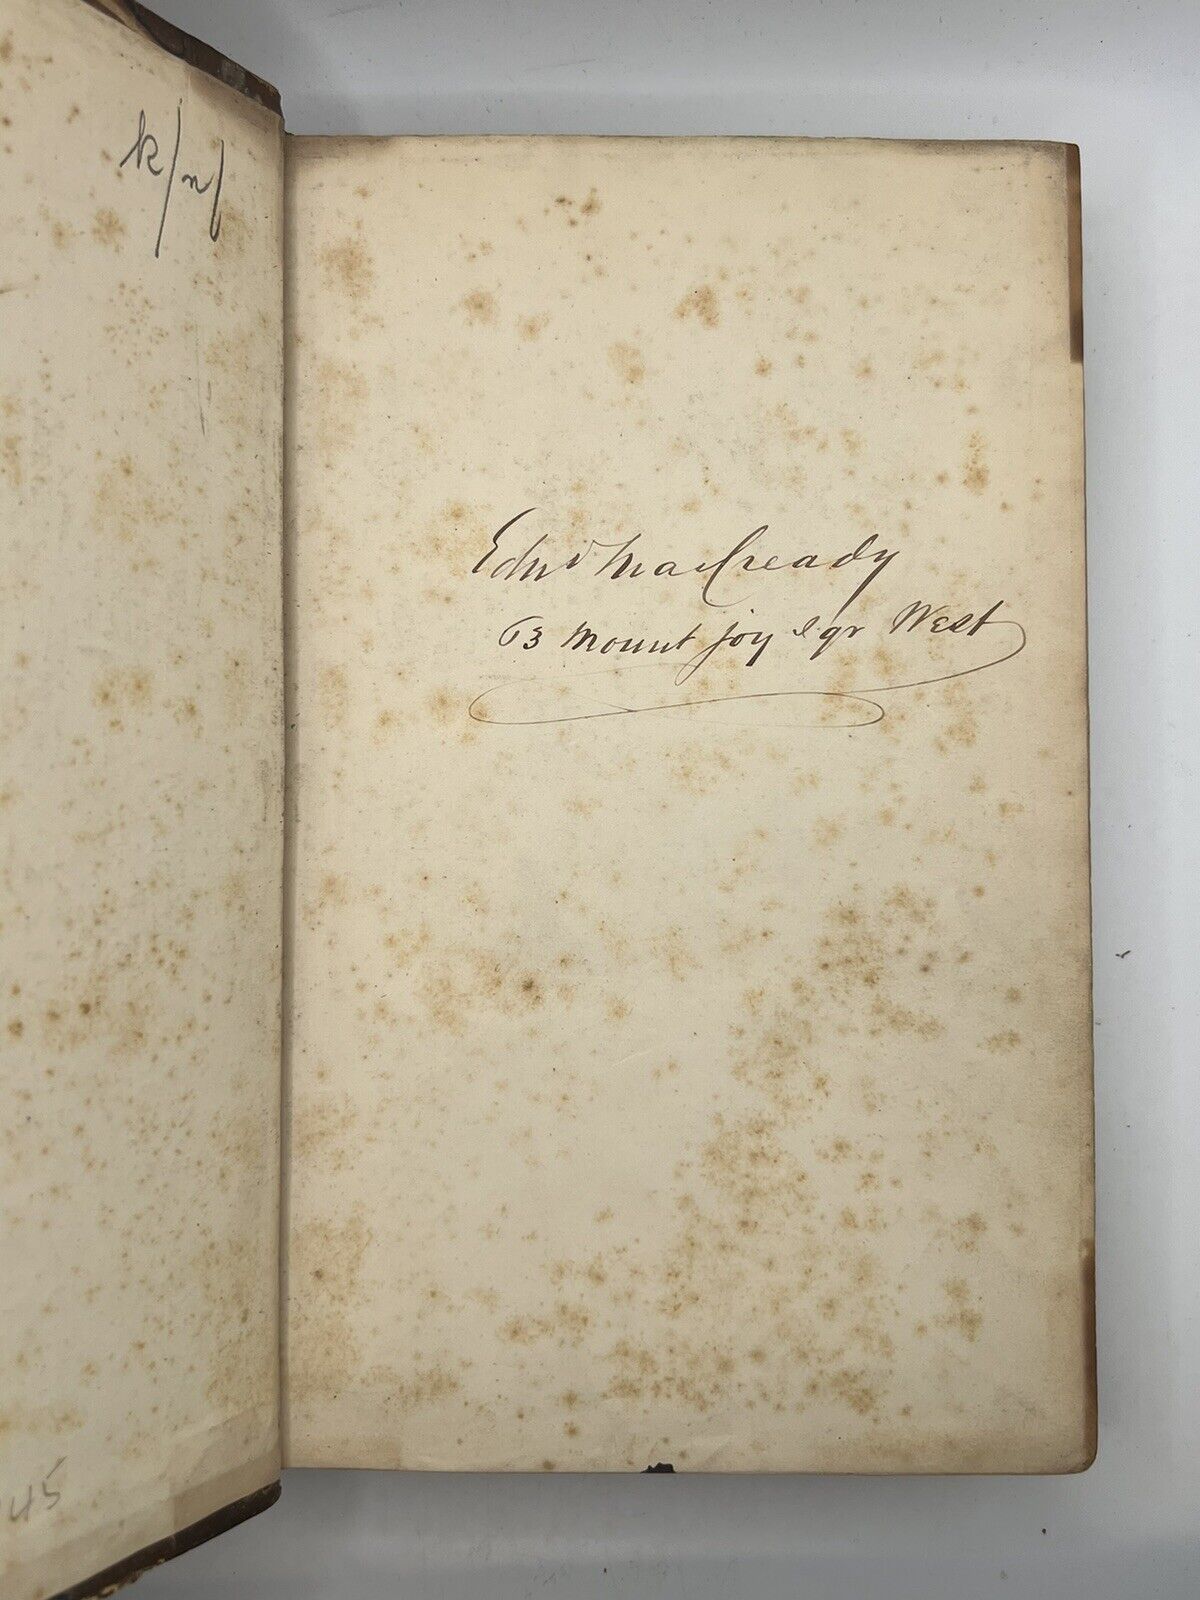 k/n/
Edwd MacCready
63 Mount joy Sqr West
45